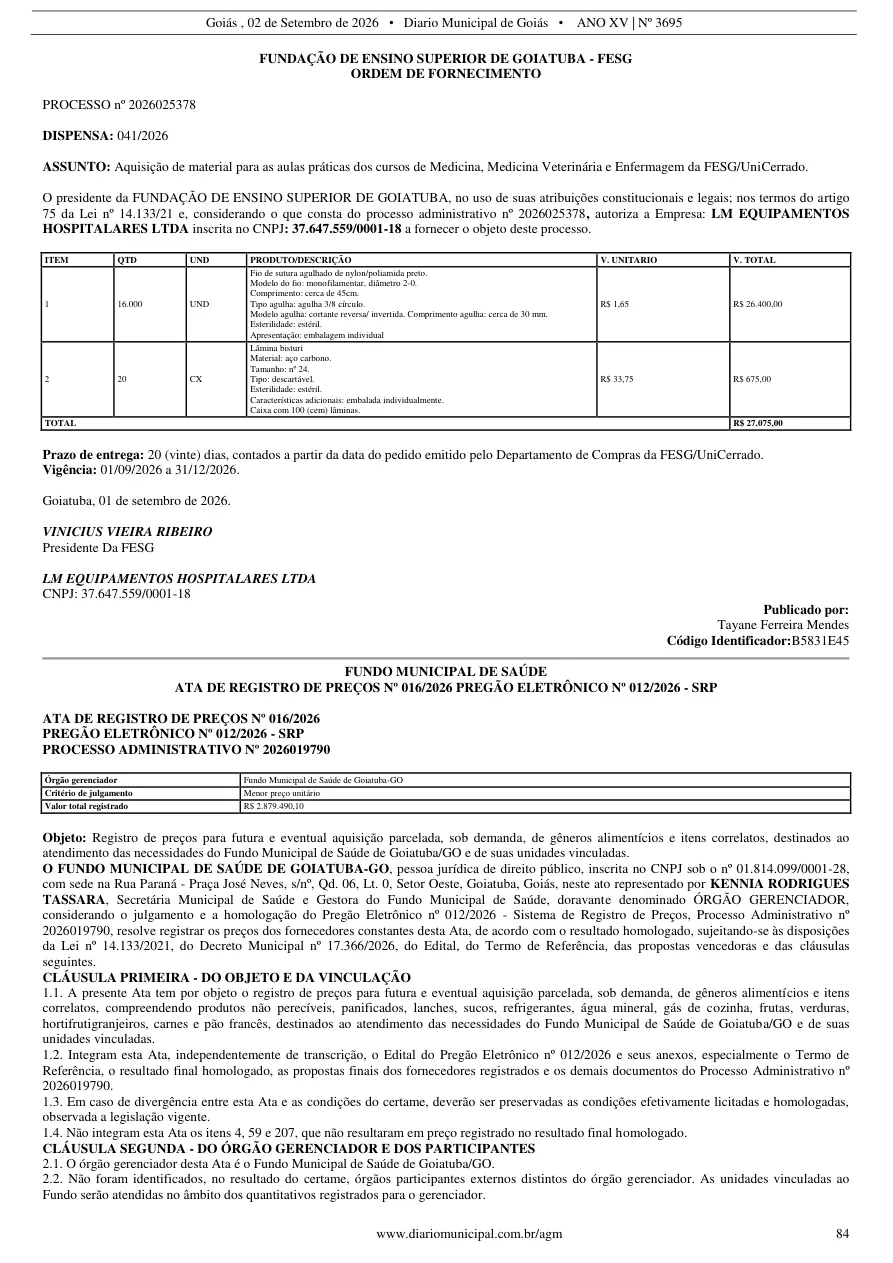 Goiás , 02 de Setembro de 2026 • Diario Municipal de Goiás • ANO XV | Nº 3695
FUNDAÇÃO DE ENSINO SUPERIOR DE GOIATUBA - FESG
ORDEM DE FORNECIMENTO
PROCESSO nº 2026025378
DISPENSA: 041/2026
ASSUNTO: Aquisição de material para as aulas práticas dos cursos de Medicina, Medicina Veterinária e Enfermagem da FESG/UniCerrado.
O presidente da FUNDAÇÃO DE ENSINO SUPERIOR DE GOIATUBA, no uso de suas atribuições constitucionais e legais; nos termos do artigo
75 da Lei nº 14.133/21 e, considerando o que consta do processo administrativo nº 2026025378, autoriza a Empresa: LM EQUIPAMENTOS
HOSPITALARES LTDA inscrita no CNPJ: 37.647.559/0001-18 a fornecer o objeto deste processo.
ITEM QTD UND PRODUTO/DESCRIÇÃO V. UNITARIO V. TOTAL
Fio de sutura agulhado de nylon/poliamida preto.
Modelo do fio: monofilamentar, diâmetro 2-0.
Comprimento: cerca de 45cm.
1 16.000 UND Tipo agulha: agulha 3/8 círculo. R$ 1,65 R$ 26.400,00
Modelo agulha: cortante reversa/ invertida. Comprimento agulha: cerca de 30 mm.
Esterilidade: estéril.
Apresentação: embalagem individual
Lâmina bisturi
Material: aço carbono.
Tamanho: nº 24.
2 20 CX Tipo: descartável. R$ 33,75 R$ 675,00
Esterilidade: estéril.
Características adicionais: embalada individualmente.
Caixa com 100 (cem) lâminas.
TOTAL R$ 27.075,00
Prazo de entrega: 20 (vinte) dias, contados a partir da data do pedido emitido pelo Departamento de Compras da FESG/UniCerrado.
Vigência: 01/09/2026 a 31/12/2026.
Goiatuba, 01 de setembro de 2026.
VINICIUS VIEIRA RIBEIRO
Presidente Da FESG
LM EQUIPAMENTOS HOSPITALARES LTDA
CNPJ: 37.647.559/0001-18
Publicado por:
Tayane Ferreira Mendes
Código Identificador:B5831E45
FUNDO MUNICIPAL DE SAÚDE
ATA DE REGISTRO DE PREÇOS Nº 016/2026 PREGÃO ELETRÔNICO Nº 012/2026 - SRP
ATA DE REGISTRO DE PREÇOS Nº 016/2026
PREGÃO ELETRÔNICO Nº 012/2026 - SRP
PROCESSO ADMINISTRATIVO Nº 2026019790
Órgão gerenciador Fundo Municipal de Saúde de Goiatuba-GO
Critério de julgamento Menor preço unitário
Valor total registrado R$ 2.879.490,10
Objeto: Registro de preços para futura e eventual aquisição parcelada, sob demanda, de gêneros alimentícios e itens correlatos, destinados ao
atendimento das necessidades do Fundo Municipal de Saúde de Goiatuba/GO e de suas unidades vinculadas.
O FUNDO MUNICIPAL DE SAÚDE DE GOIATUBA-GO, pessoa jurídica de direito público, inscrita no CNPJ sob o nº 01.814.099/0001-28,
com sede na Rua Paraná - Praça José Neves, s/nº, Qd. 06, Lt. 0, Setor Oeste, Goiatuba, Goiás, neste ato representado por KENNIA RODRIGUES
TASSARA, Secretária Municipal de Saúde e Gestora do Fundo Municipal de Saúde, doravante denominado ÓRGÃO GERENCIADOR,
considerando o julgamento e a homologação do Pregão Eletrônico nº 012/2026 - Sistema de Registro de Preços, Processo Administrativo nº
2026019790, resolve registrar os preços dos fornecedores constantes desta Ata, de acordo com o resultado homologado, sujeitando-se às disposições
da Lei nº 14.133/2021, do Decreto Municipal nº 17.366/2026, do Edital, do Termo de Referência, das propostas vencedoras e das cláusulas
seguintes.
CLÁUSULA PRIMEIRA - DO OBJETO E DA VINCULAÇÃO
1.1. A presente Ata tem por objeto o registro de preços para futura e eventual aquisição parcelada, sob demanda, de gêneros alimentícios e itens
correlatos, compreendendo produtos não perecíveis, panificados, lanches, sucos, refrigerantes, água mineral, gás de cozinha, frutas, verduras,
hortifrutigranjeiros, carnes e pão francês, destinados ao atendimento das necessidades do Fundo Municipal de Saúde de Goiatuba/GO e de suas
unidades vinculadas.
1.2. Integram esta Ata, independentemente de transcrição, o Edital do Pregão Eletrônico nº 012/2026 e seus anexos, especialmente o Termo de
Referência, o resultado final homologado, as propostas finais dos fornecedores registrados e os demais documentos do Processo Administrativo nº
2026019790.
1.3. Em caso de divergência entre esta Ata e as condições do certame, deverão ser preservadas as condições efetivamente licitadas e homologadas,
observada a legislação vigente.
1.4. Não integram esta Ata os itens 4, 59 e 207, que não resultaram em preço registrado no resultado final homologado.
CLÁUSULA SEGUNDA - DO ÓRGÃO GERENCIADOR E DOS PARTICIPANTES
2.1. O órgão gerenciador desta Ata é o Fundo Municipal de Saúde de Goiatuba/GO.
2.2. Não foram identificados, no resultado do certame, órgãos participantes externos distintos do órgão gerenciador. As unidades vinculadas ao
Fundo serão atendidas no âmbito dos quantitativos registrados para o gerenciador.
www.diariomunicipal.com.br/agm 84